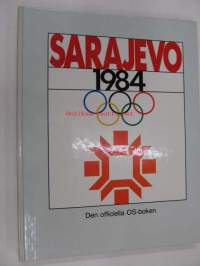 SARAJEVO
1984
Den officiella OS-boken